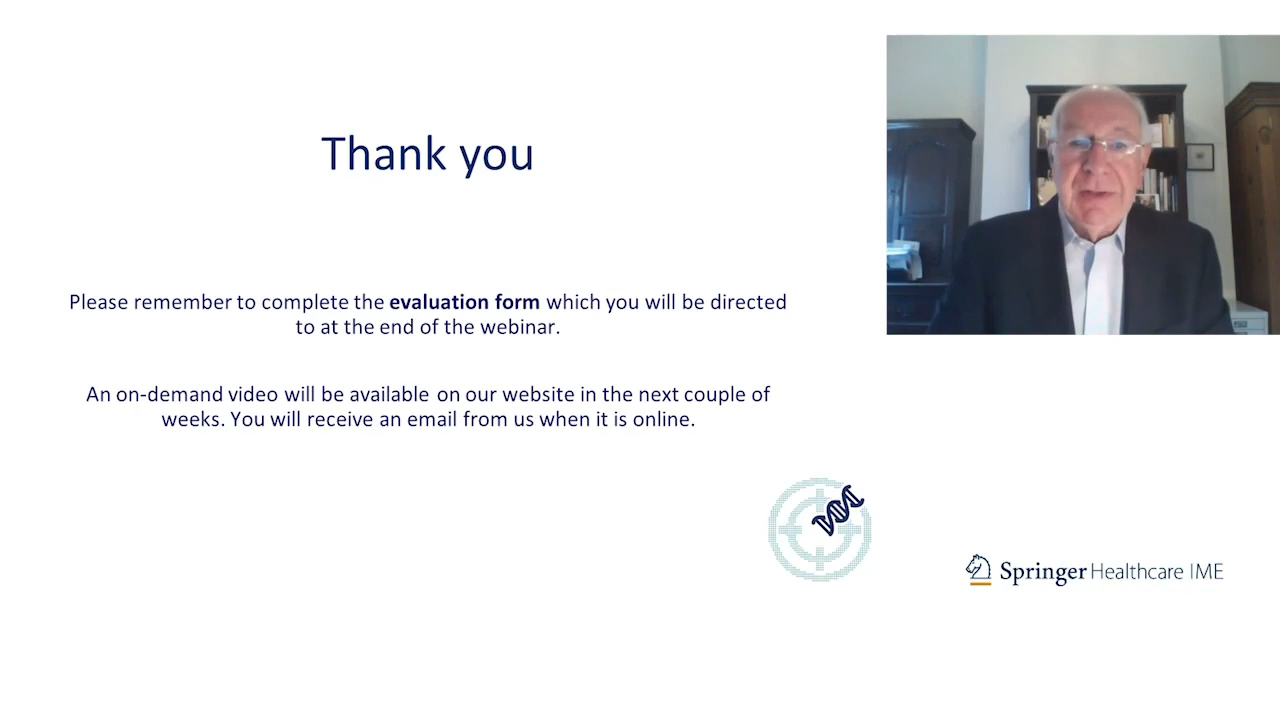 Thank you
Please remember to complete the evaluation form which you will be directed
to at the end of the webinar.
An on-demand video will be available on our website in the next couple of
weeks. You will receive an email from us when it is online.
Springer Healthcare IME